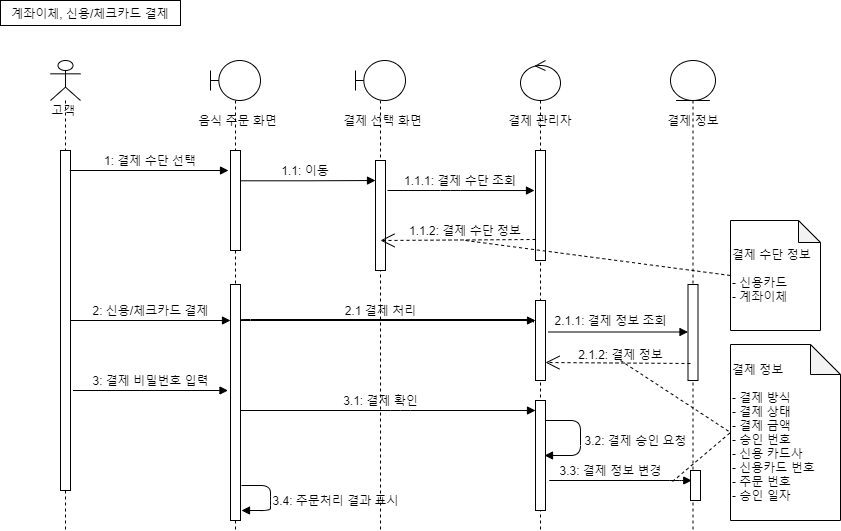 계좌이체, 신용/체크카드 결제
고객
음식 주문 화면
결제 선택 화면
결제 관리자
결제 정보
1: 결제 수단 선택
1.1: 이동
1.1.1: 결제 수단 조회
1.1.2: 결제 수단 정보
결제 수단 정보
- 신용카드
- 계좌이체
2: 신용/체크카드 결제
2.1 결제 처리
2.1.1: 결제 정보 조회
2.1.2: 결제 정보
3: 결제 비밀번호 입력
3.1: 결제 확인
3.2: 결제 승인 요청
3.3: 결제 정보 변경
3.4: 주문처리 결과 표시
결제 정보
- 결제 방식
- 결제 상태
- 결제 금액
- 승인 번호
- 신용 카드사
- 신용카드 번호
- 주문 번호
- 승인 일자